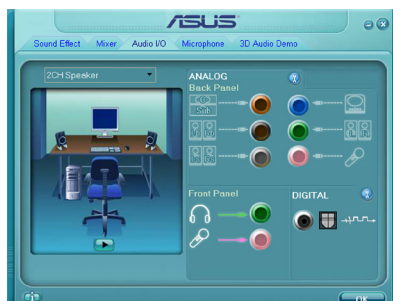 ASUS
Sound Effect Mixer Audio I/O Microphone 3D Audio Demo
2CH Speaker
ANALOG
Back Panel
Front Panel
DIGITAL
OK